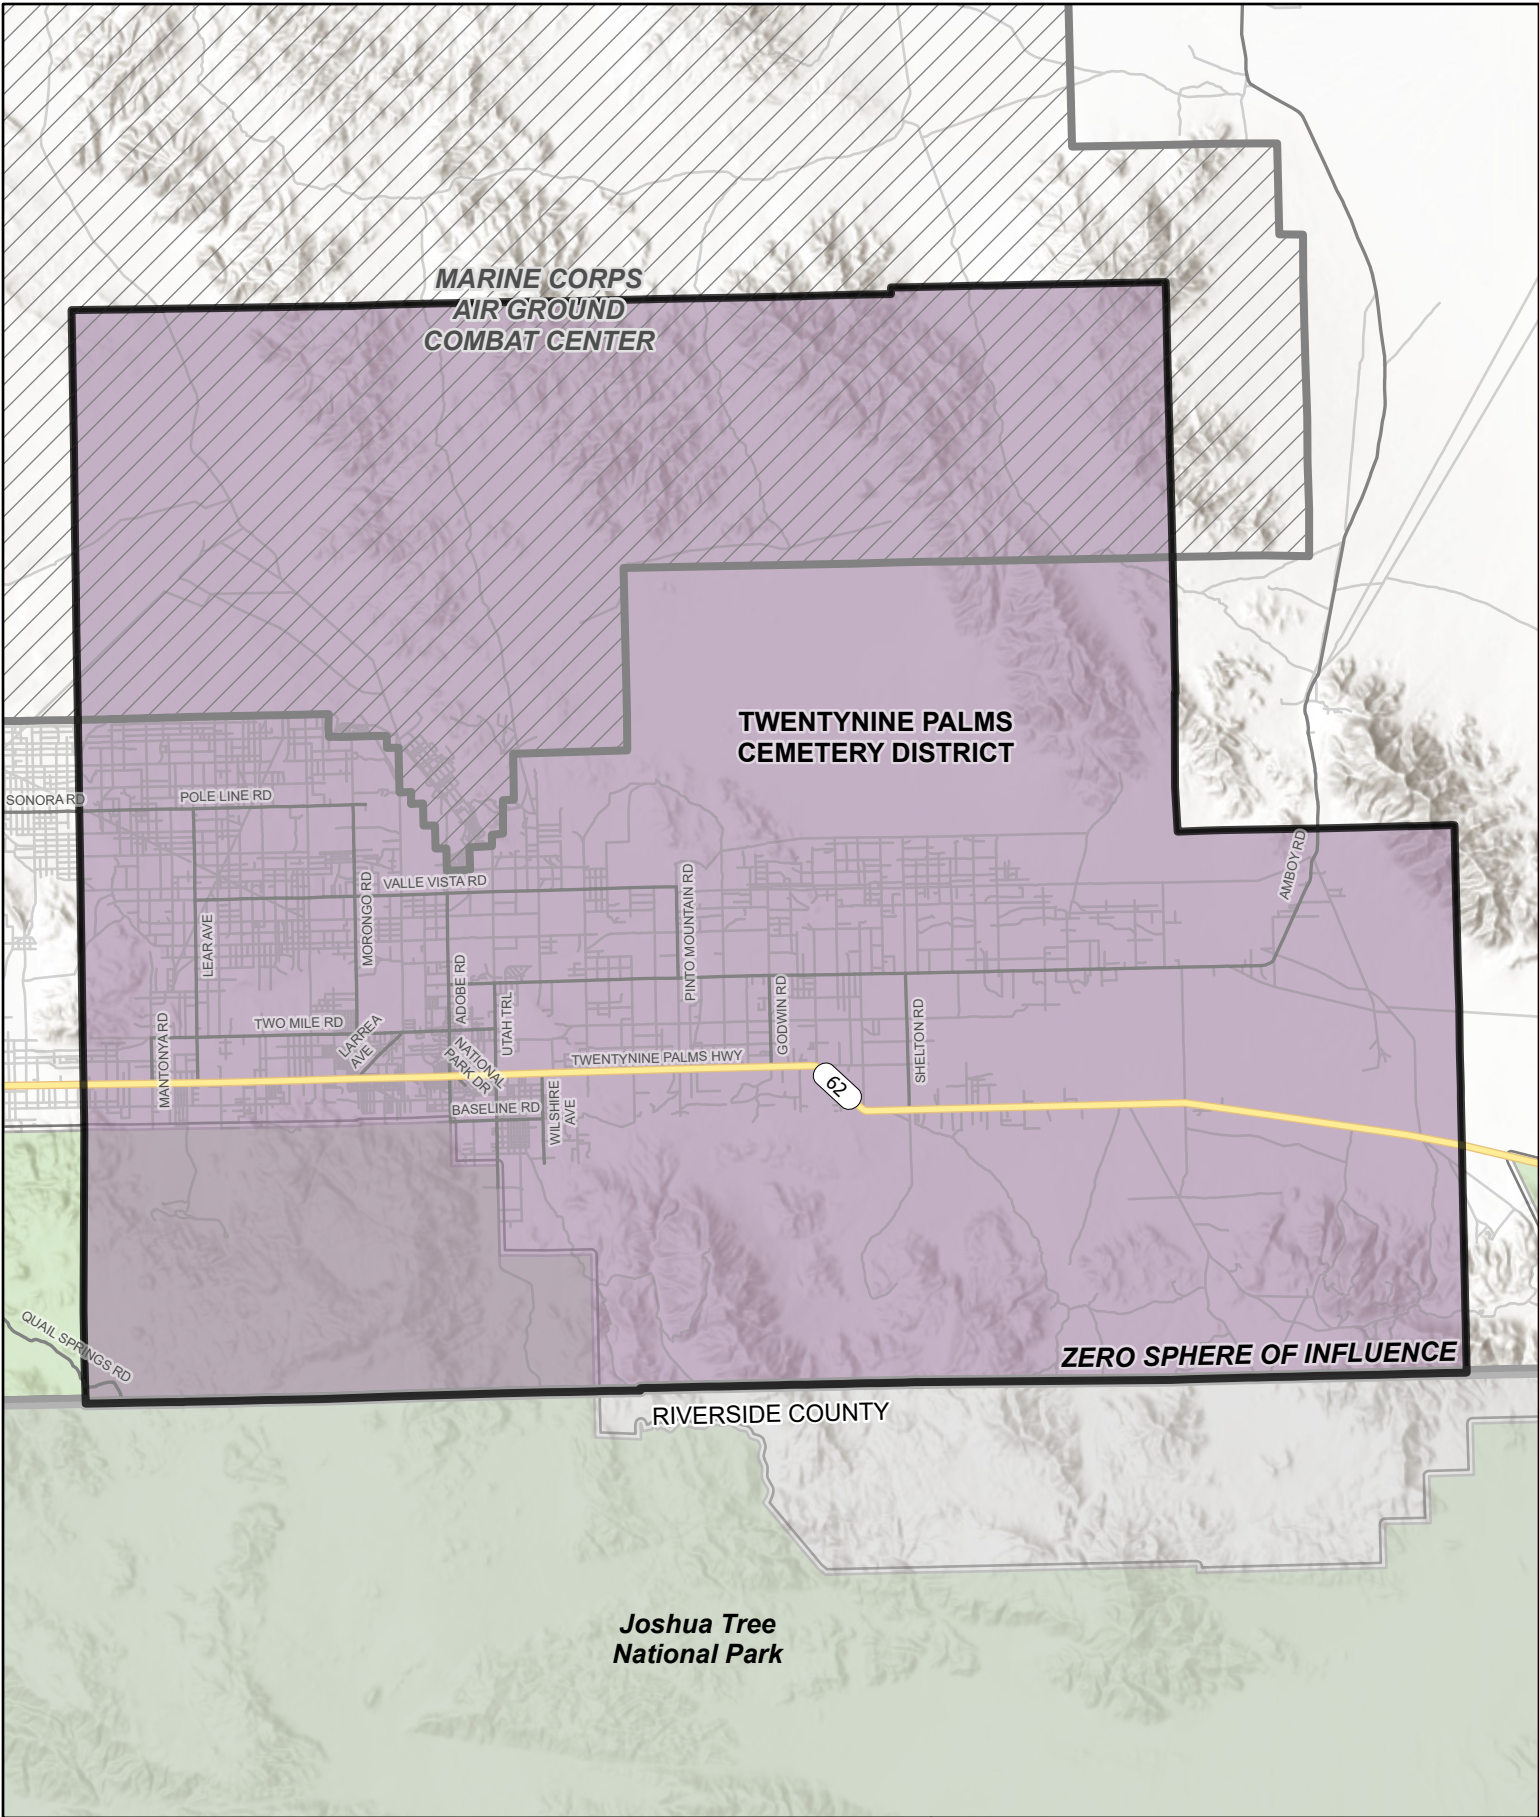 MARINE CORPS
AIR GROUND
COMBAT CENTER
TWENTYNINE PALMS
CEMETERY DISTRICT
SONORA RD
POLE LINE RD
VALLE VISTA RD
AMBOY RD
LEAR AVE
MORONGO RD
PINTO MOUNTAIN RD
ADOBE RD
UTAH TRL
GODWIN RD
SHELTON RD
MANTONYA RD
TWO MILE RD
LARREA
AVE
NATIONAL
PARK DR
TWENTYNINE PALMS HWY
62
BASELINE RD
WILSHIRE
AVE
QUAIL SPRINGS RD
ZERO SPHERE OF INFLUENCE
RIVERSIDE COUNTY
Joshua Tree
National Park